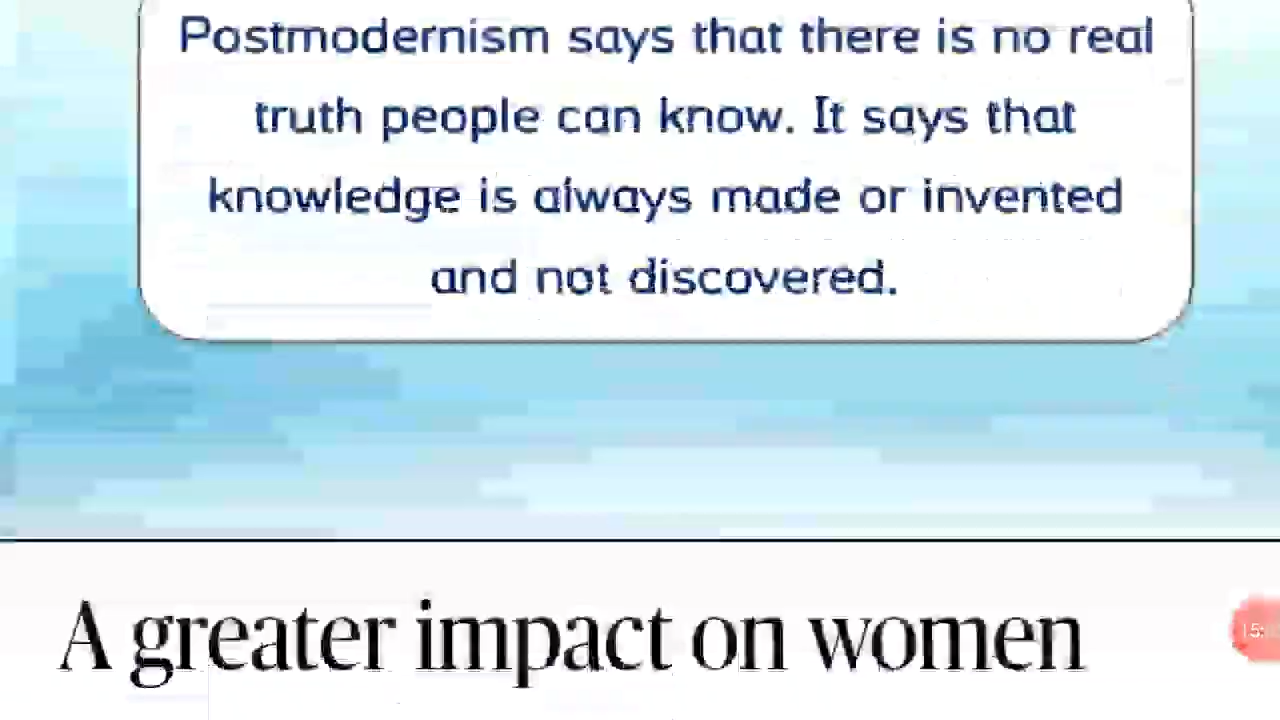 Postmodernism says that there is no real
truth people can know. It says that
knowledge is always made or invented
and not discovered.
A greater impact on women
15: